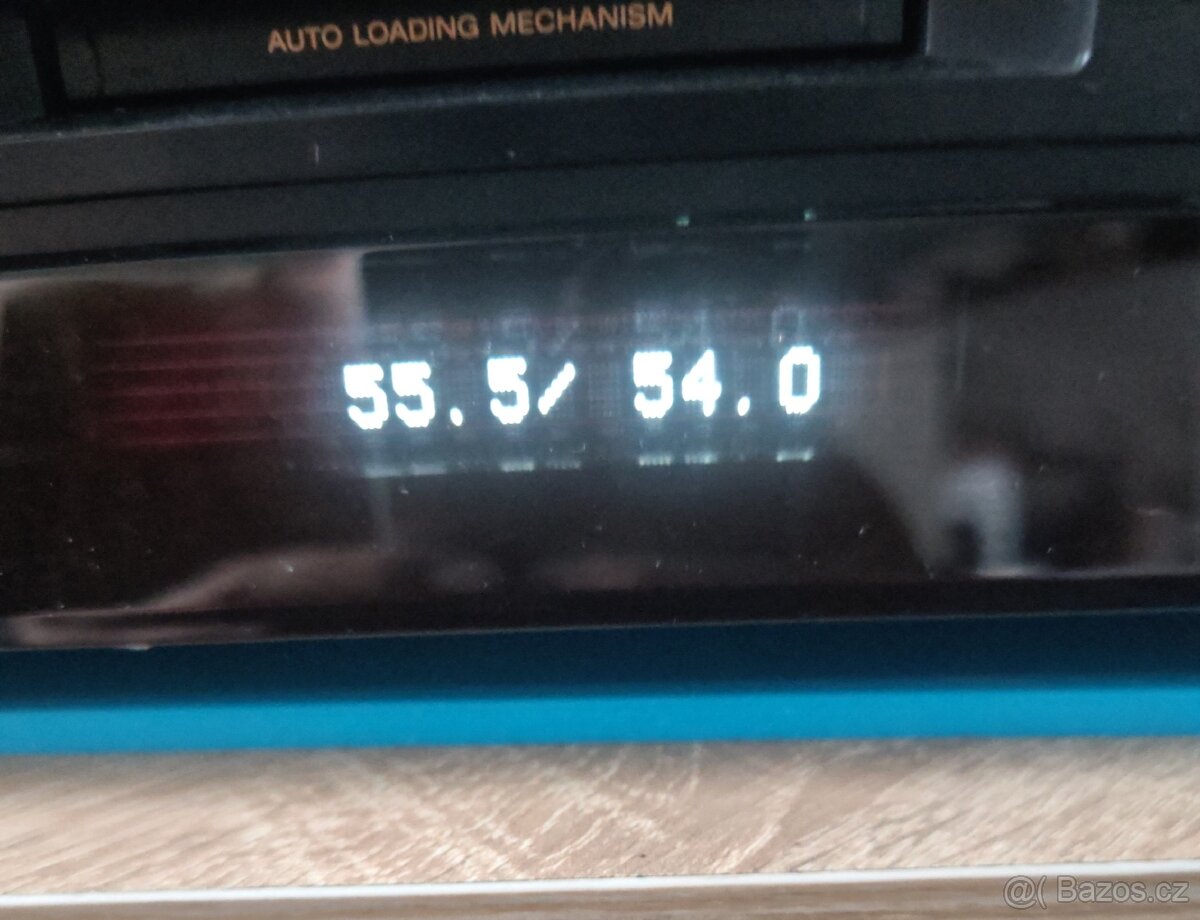 AUTO LOADING MECHANISM
55.5/ 54.0
@( Bazos.cz